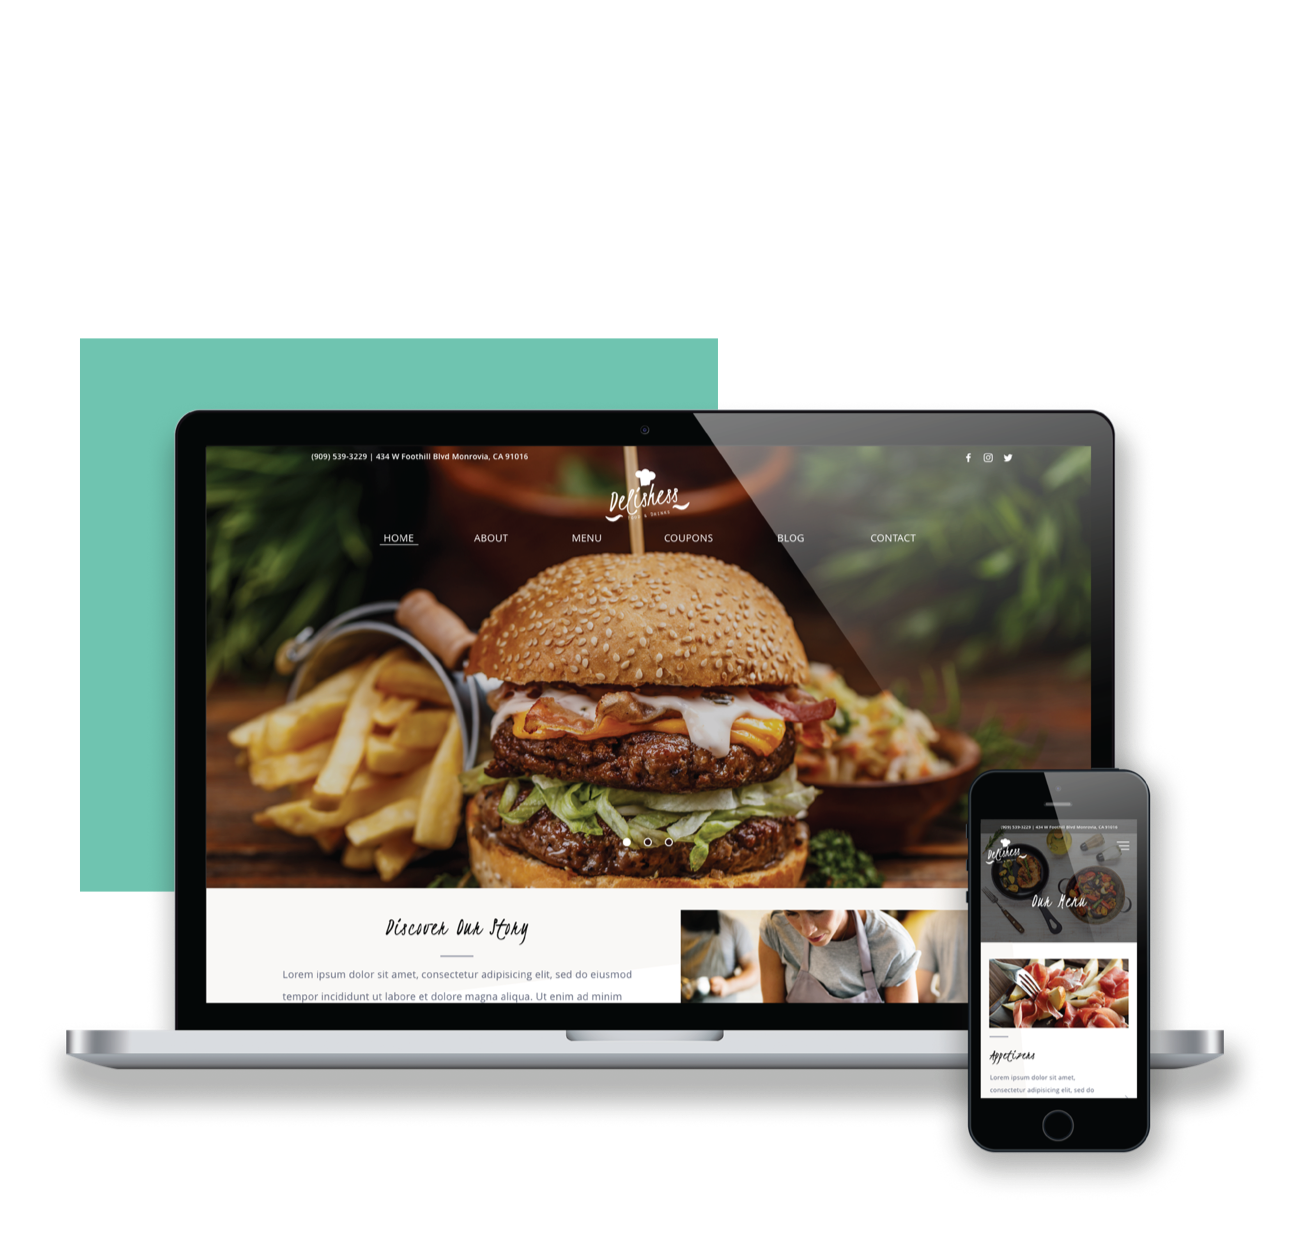 (909) 539-3229 | 434 W Foothill Blvd Monrovia, CA 91016
Delishess
HOME ABOUT MENU COUPONS BLOG CONTACT
Discover Our Story
Lorem ipsum dolor sit amet, consectetur adipisicing elit, sed do eiusmod
tempor incididunt ut labore et dolore magna aliqua. Ut enim ad minim
(909) 539-3229 | 434 W Foothill Blvd Monrovia, CA 91016
Delishess
Our Menu
Appetizers
Lorem ipsum dolor sit amet,
consectetur adipisicing elit, sed do